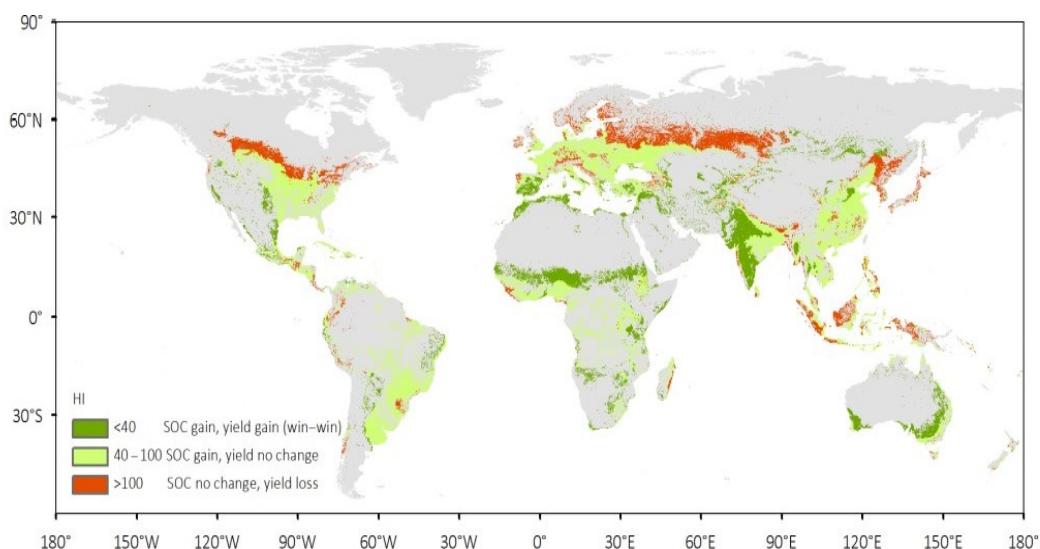 90°
60°N
30°N
0°
30°S
HI
<40 SOC gain, yield gain (win–win)
40 – 100 SOC gain, yield no change
>100 SOC no change, yield loss
180° 150°W 120°W 90°W 60°W 30°W 0° 30°E 60°E 90°E 120°E 150°E 180°